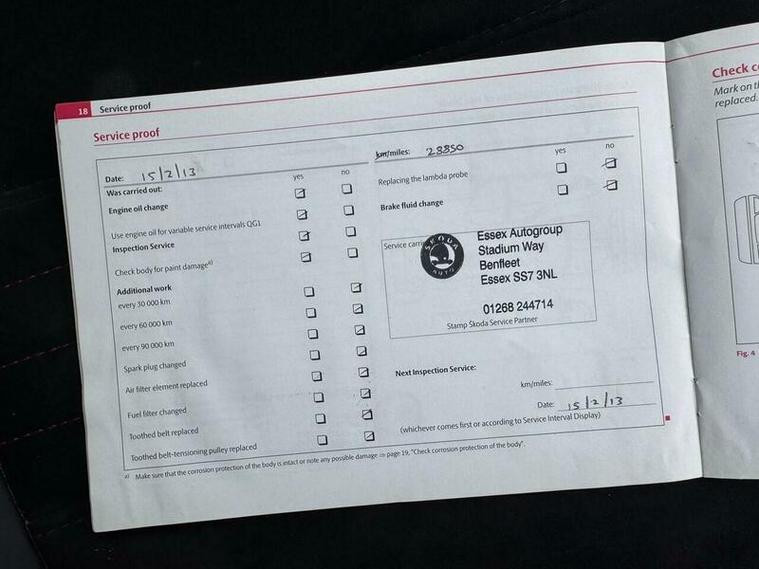 18 Service proof
Service proof
Date: 15/2/13
yes no
Was carried out:
Engine oil change
Use engine oil for variable service intervals QG1
Inspection Service
Check body for paint damage a)
Additional work
every 30 000 km
every 60 000 km
every 90 000 km
Spark plug changed
Air filter element replaced
Fuel filter changed
Toothed belt replaced
Toothed belt-tensioning pulley replaced
km/miles: 28850
yes no
Replacing the lambda probe
Brake fluid change
Service carri
SKODA
AUTO
Essex Autogroup
Stadium Way
Benfleet
Essex SS7 3NL
01268 244714
Stamp Škoda Service Partner
Next Inspection Service:
km/miles:
Date: 15/2/13
(whichever comes first or according to Service Interval Display)
a) Make sure that the corrosion protection of the body is intact or note any possible damage ⇒ page 19, "Check corrosion protection of the body".
Check c
Mark on t
replaced.
Fig. 4